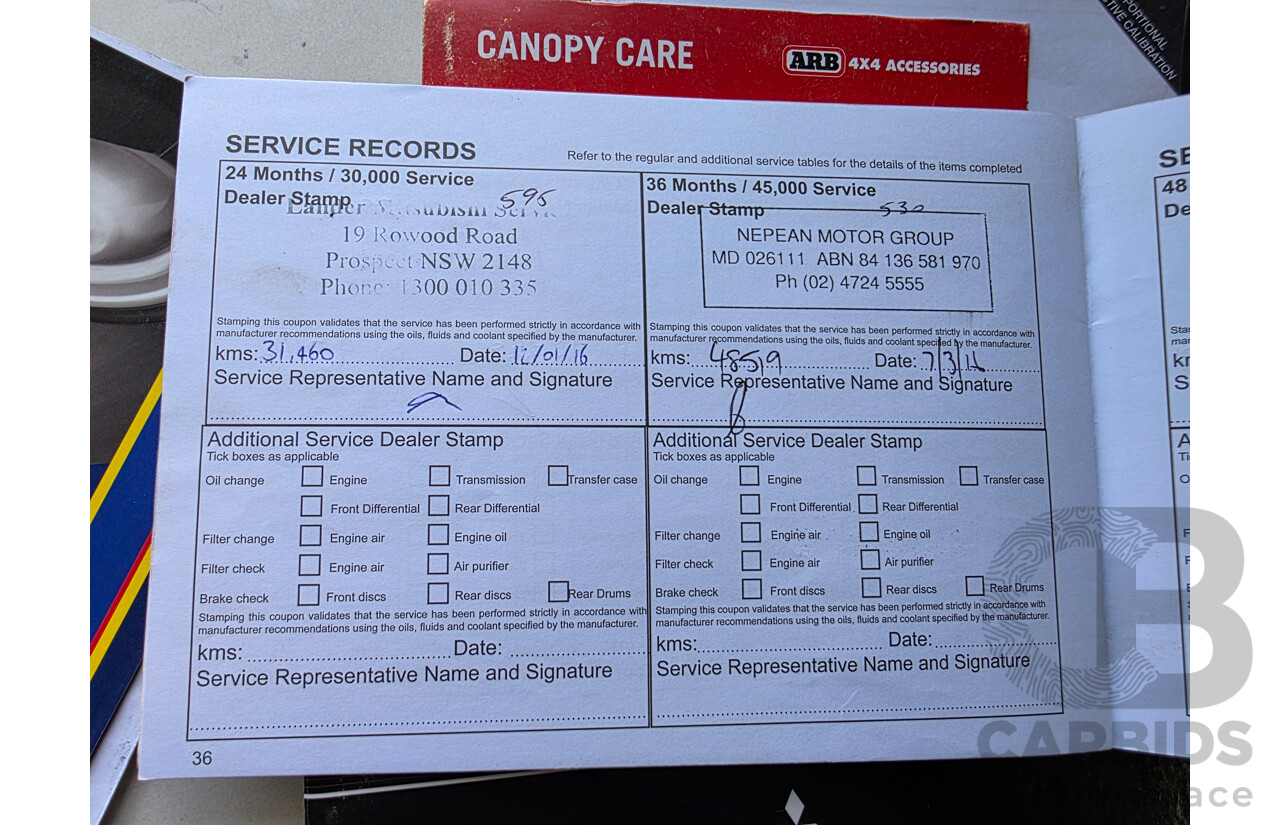 PORTIONAL
TIVE CALIBRATION
CANOPY CARE
ARB 4X4 ACCESSORIES
SERVICE RECORDS
Refer to the regular and additional service tables for the details of the items completed
24 Months / 30,000 Service
Dealer Stamp 595
Lander Mitsubishi Servic
19 Rowood Road
Prospect NSW 2148
Phone: 1300 010 335
Stamping this coupon validates that the service has been performed strictly in accordance with
manufacturer recommendations using the oils, fluids and coolant specified by the manufacturer.
kms: 31,460 Date: 12/01/16
Service Representative Name and Signature
Additional Service Dealer Stamp
Tick boxes as applicable
Oil change Engine Transmission Transfer case
Front Differential Rear Differential
Filter change Engine air Engine oil
Filter check Engine air Air purifier
Brake check Front discs Rear discs Rear Drums
Stamping this coupon validates that the service has been performed strictly in accordance with
manufacturer recommendations using the oils, fluids and coolant specified by the manufacturer.
kms: Date:
Service Representative Name and Signature
36
36 Months / 45,000 Service
Dealer Stamp 530
NEPEAN MOTOR GROUP
MD 026111 ABN 84 136 581 970
Ph (02) 4724 5555
Stamping this coupon validates that the service has been performed strictly in accordance with
manufacturer recommendations using the oils, fluids and coolant specified by the manufacturer.
kms: 48519 Date: 7/3/16
Service Representative Name and Signature
Additional Service Dealer Stamp
Tick boxes as applicable
Oil change Engine Transmission Transfer case
Front Differential Rear Differential
Filter change Engine air Engine oil
Filter check Engine air Air purifier
Brake check Front discs Rear discs Rear Drums
Stamping this coupon validates that the service has been performed strictly in accordance with
manufacturer recommendations using the oils, fluids and coolant specified by the manufacturer.
kms: Date:
Service Representative Name and Signature
SE
48
De
CARBIDS